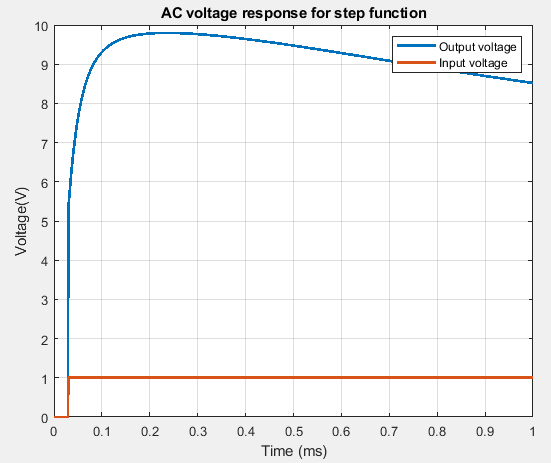 AC voltage response for step function
Output voltage
Input voltage
Voltage(V)
10
9
8
7
6
5
4
3
2
1
0
0 0.1 0.2 0.3 0.4 0.5 0.6 0.7 0.8 0.9 1
Time (ms)